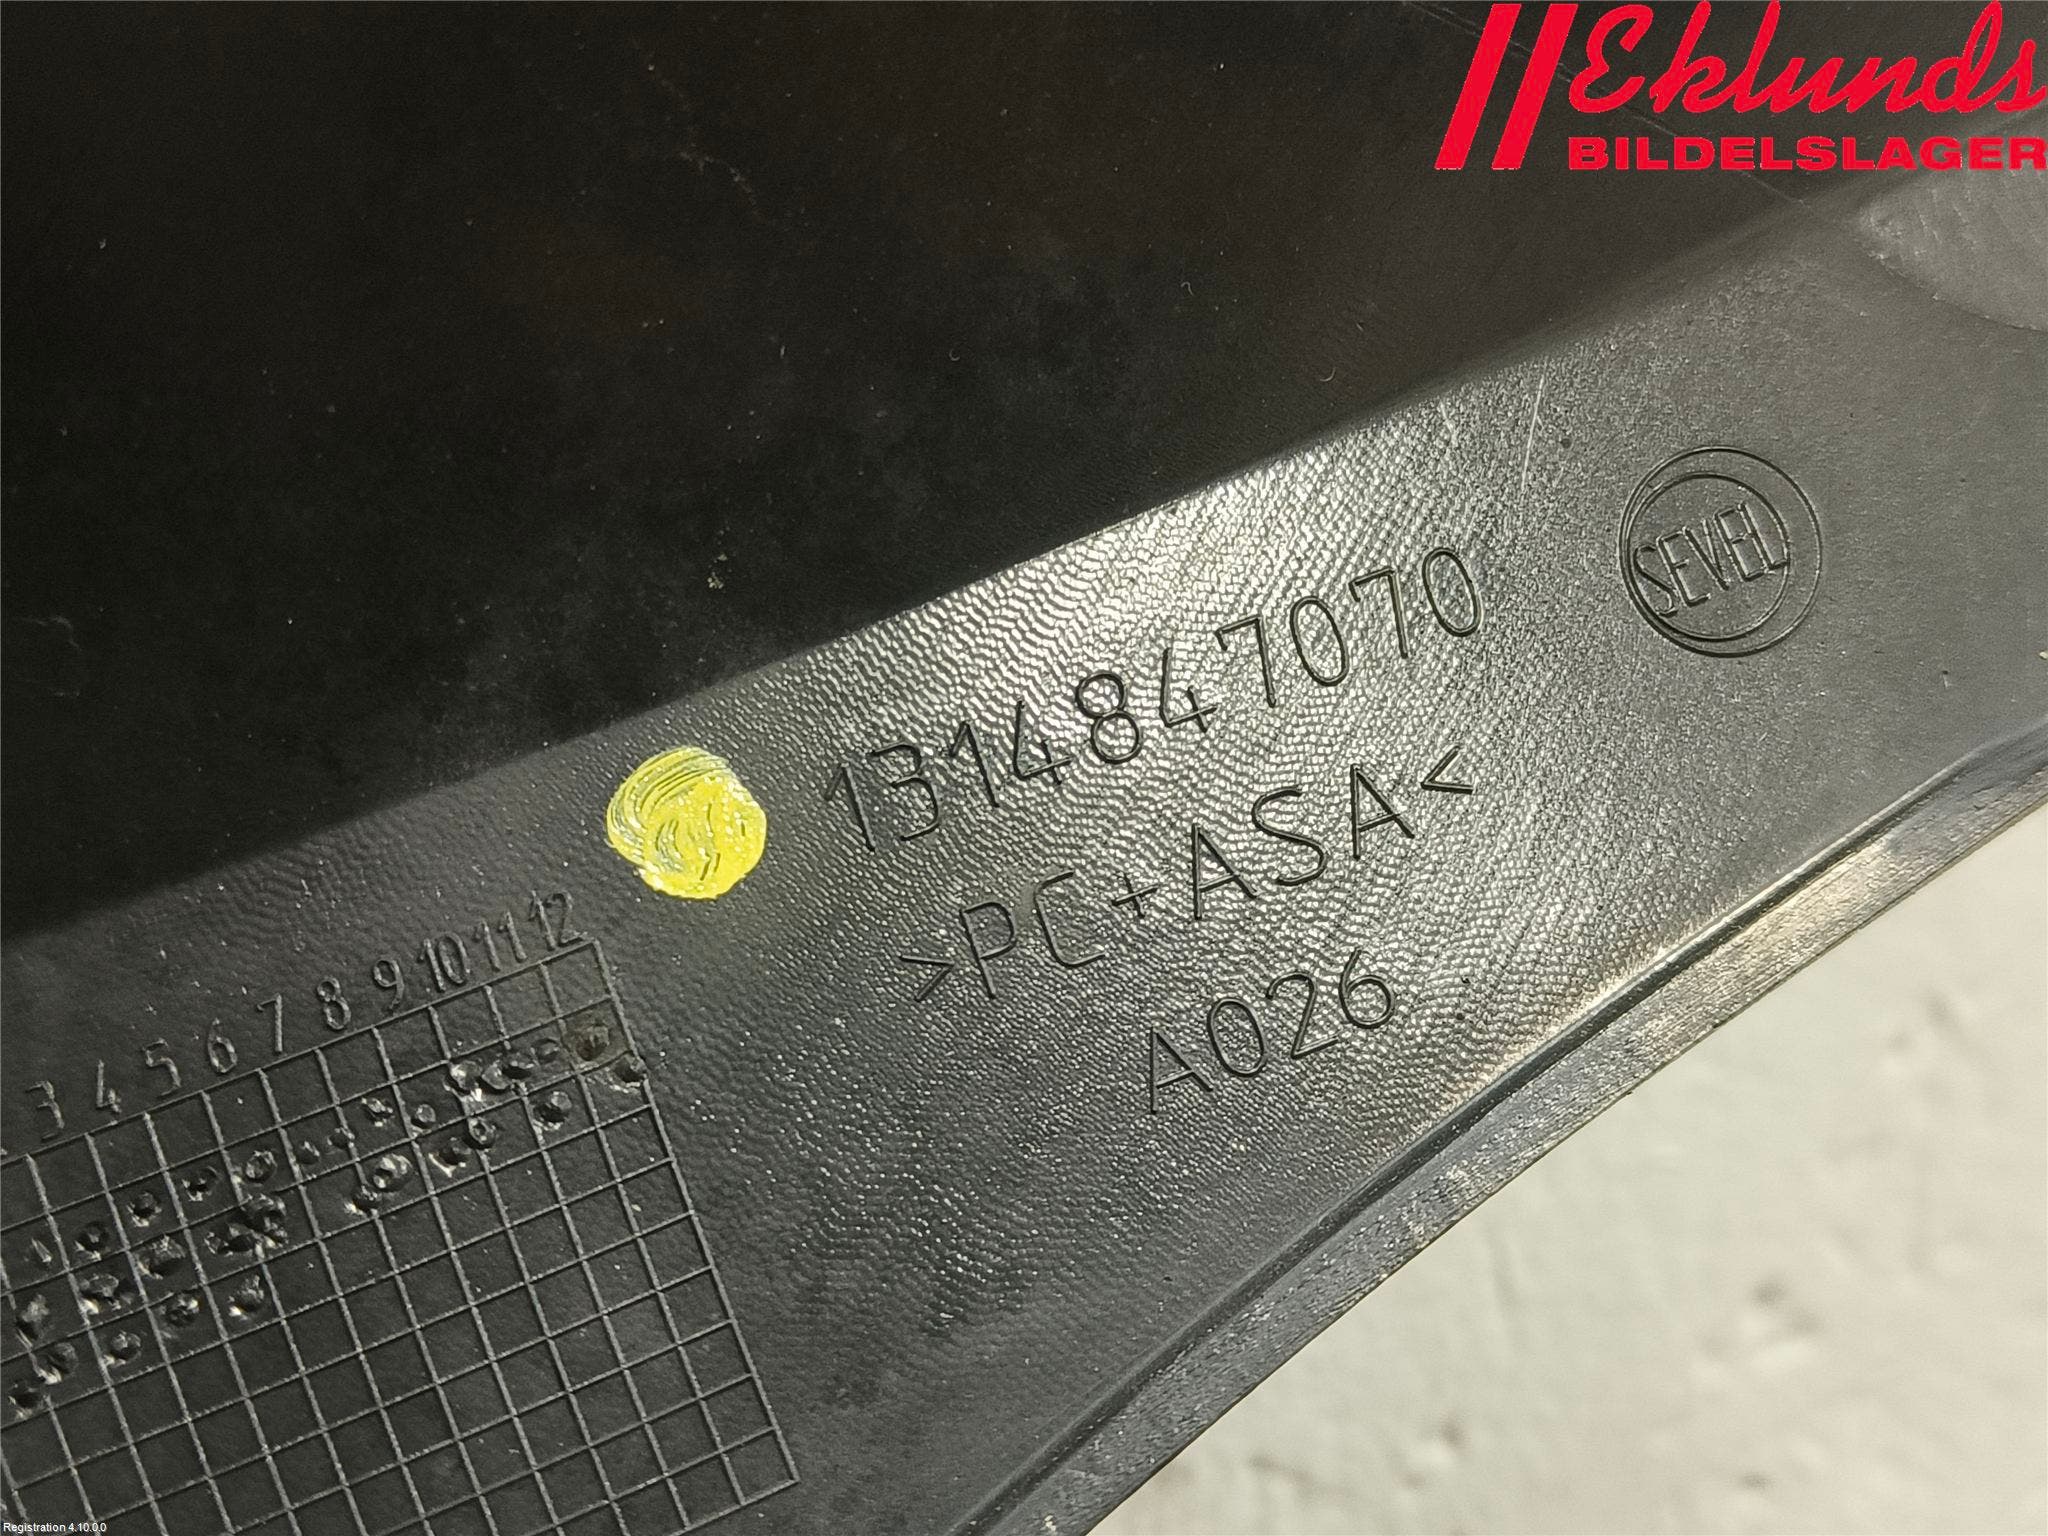 Eklunds
BILDELSLAGER
SEVEL
1314847070
>PC+ASA<
A026
3 4 5 6 7 8 9 10 11 12
Registration 4.10.0.0